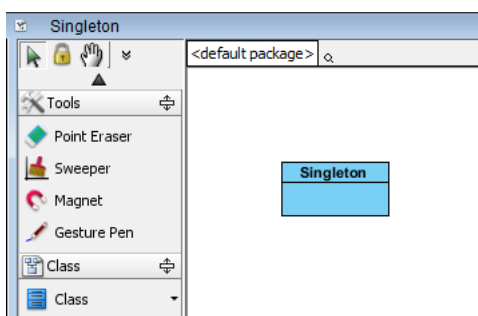 Singleton
<default package>
Tools
Point Eraser
Sweeper
Magnet
Gesture Pen
Class
Class
Singleton